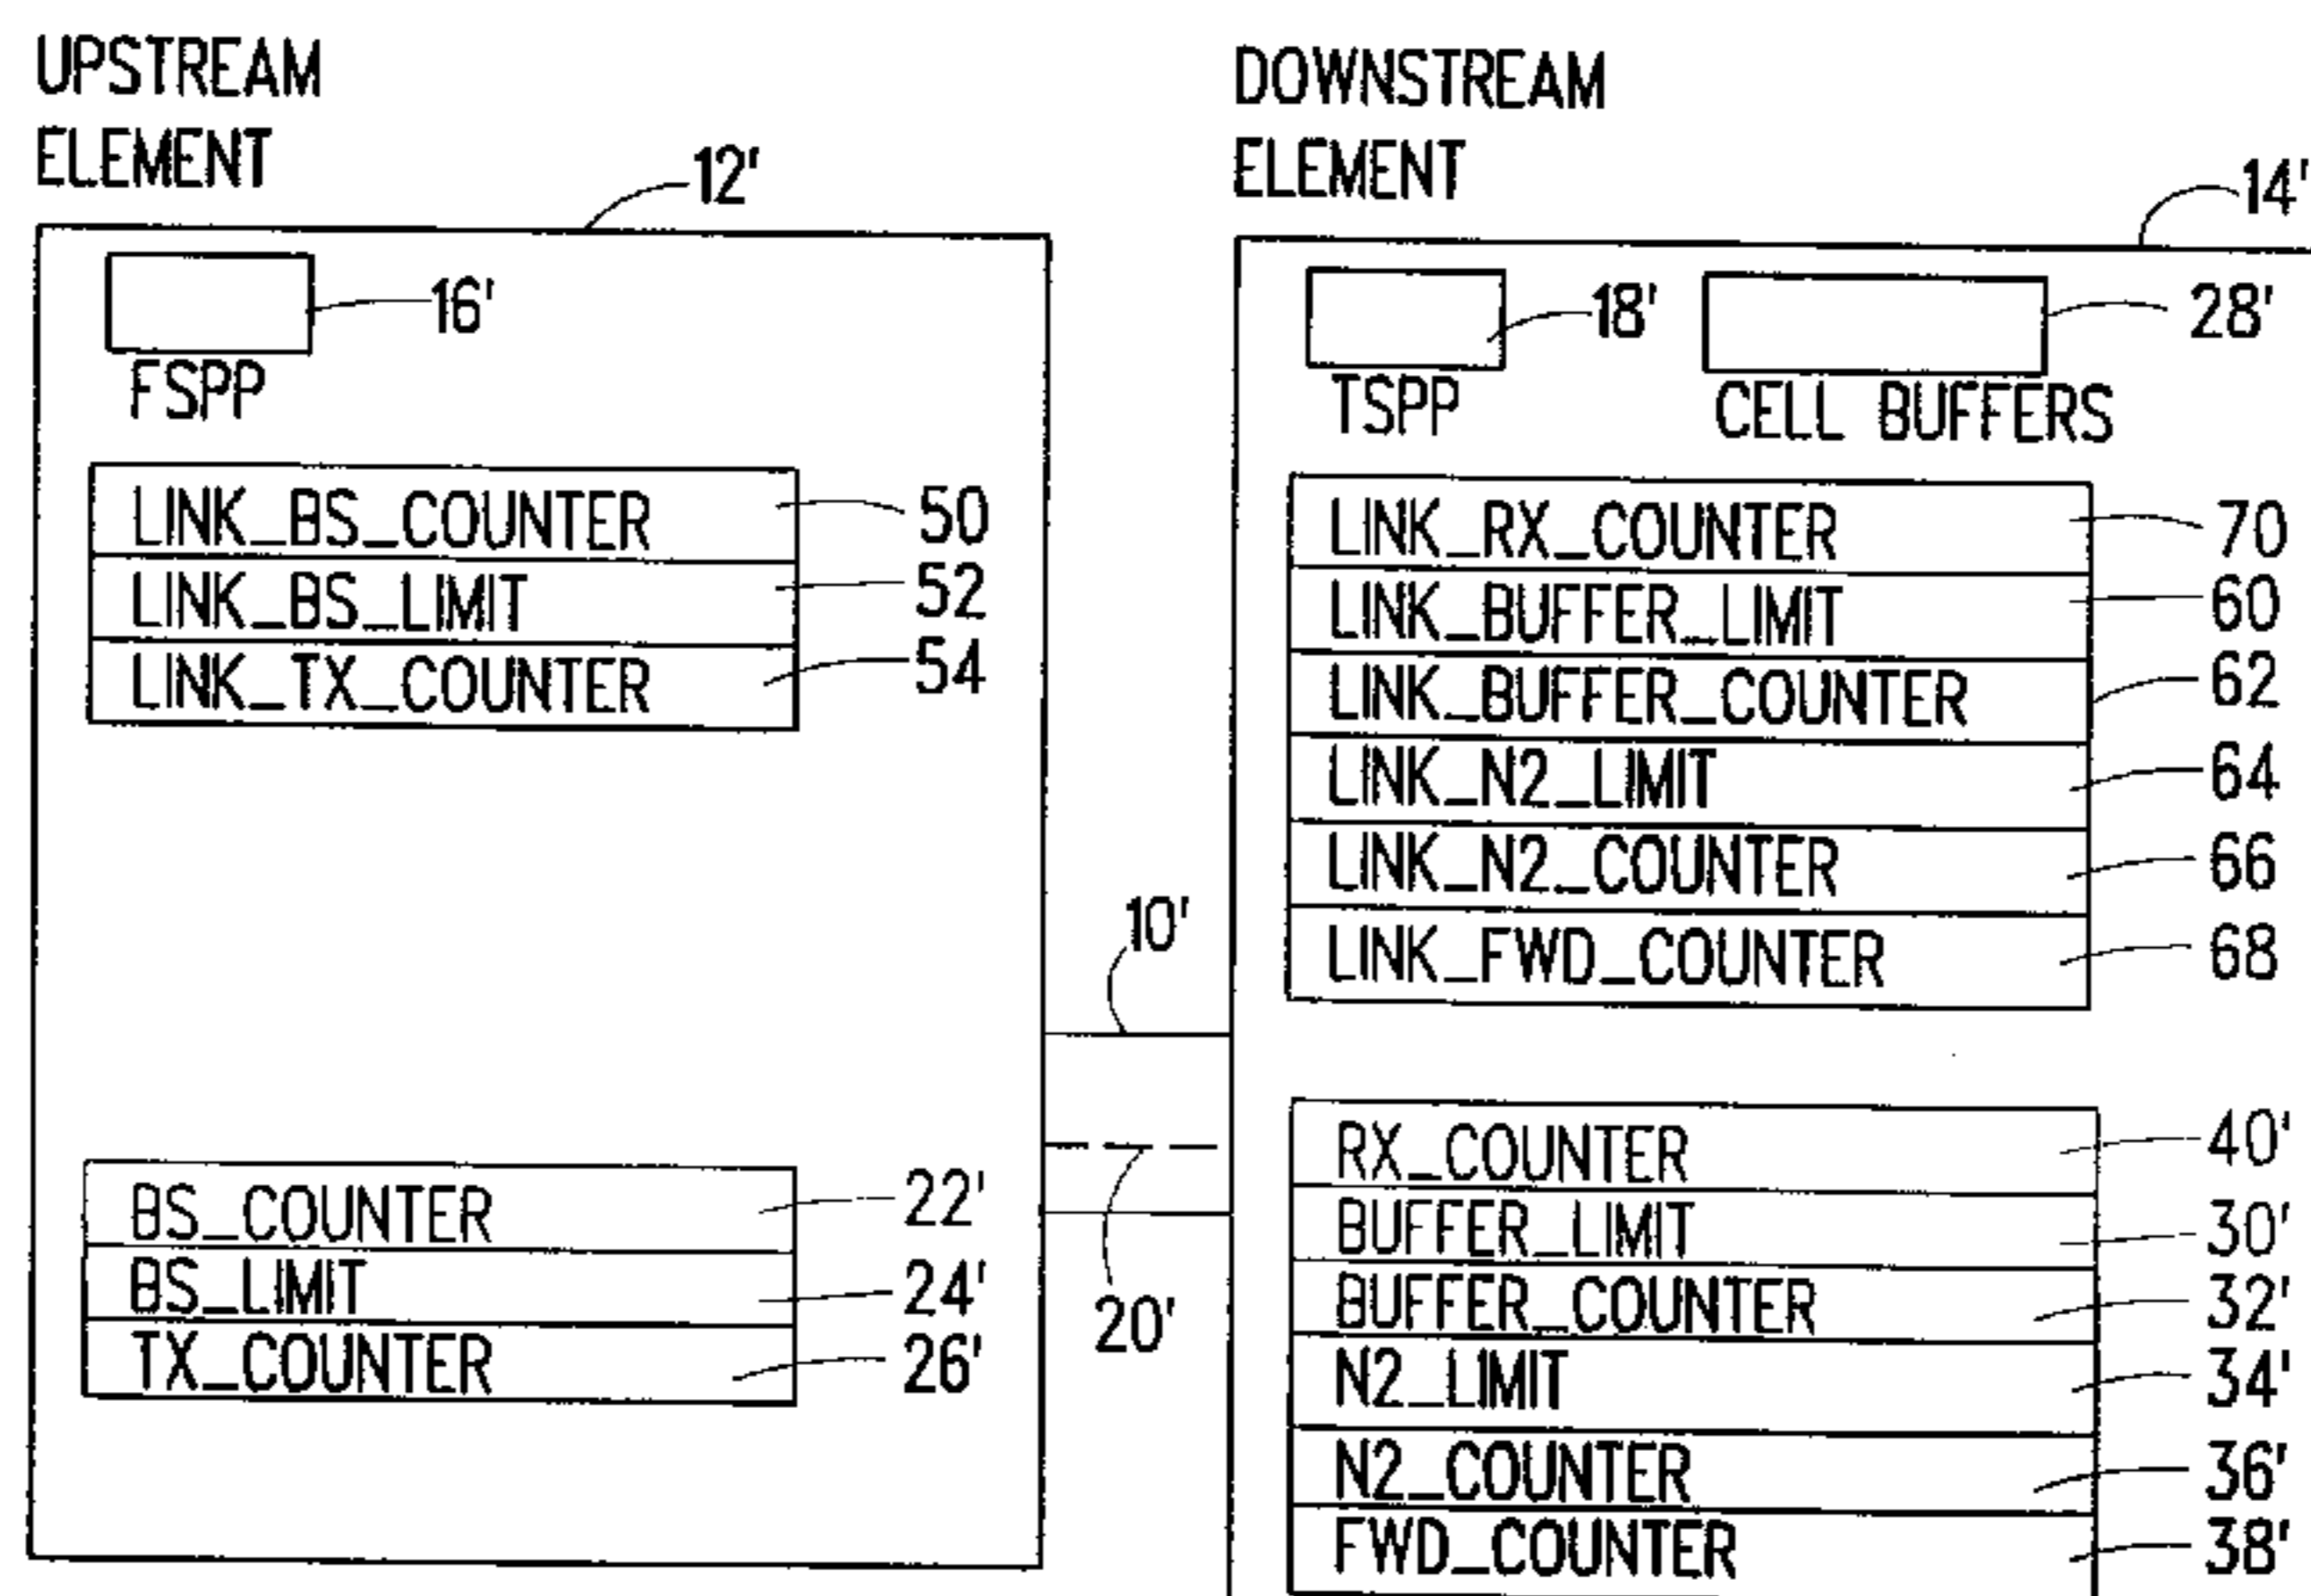 UPSTREAM
ELEMENT
12'
16'
FSPP
LINK_BS_COUNTER 50
LINK_BS_LIMIT 52
LINK_TX_COUNTER 54
BS_COUNTER 22'
BS_LIMIT 24'
TX_COUNTER 26'
10'
20'
DOWNSTREAM
ELEMENT
14'
18'
28'
TSPP
CELL BUFFERS
LINK_RX_COUNTER 70
LINK_BUFFER_LIMIT 60
LINK_BUFFER_COUNTER 62
LINK_N2_LIMIT 64
LINK_N2_COUNTER 66
LINK_FWD_COUNTER 68
RX_COUNTER 40'
BUFFER_LIMIT 30'
BUFFER_COUNTER 32'
N2_LIMIT 34'
N2_COUNTER 36'
FWD_COUNTER 38'